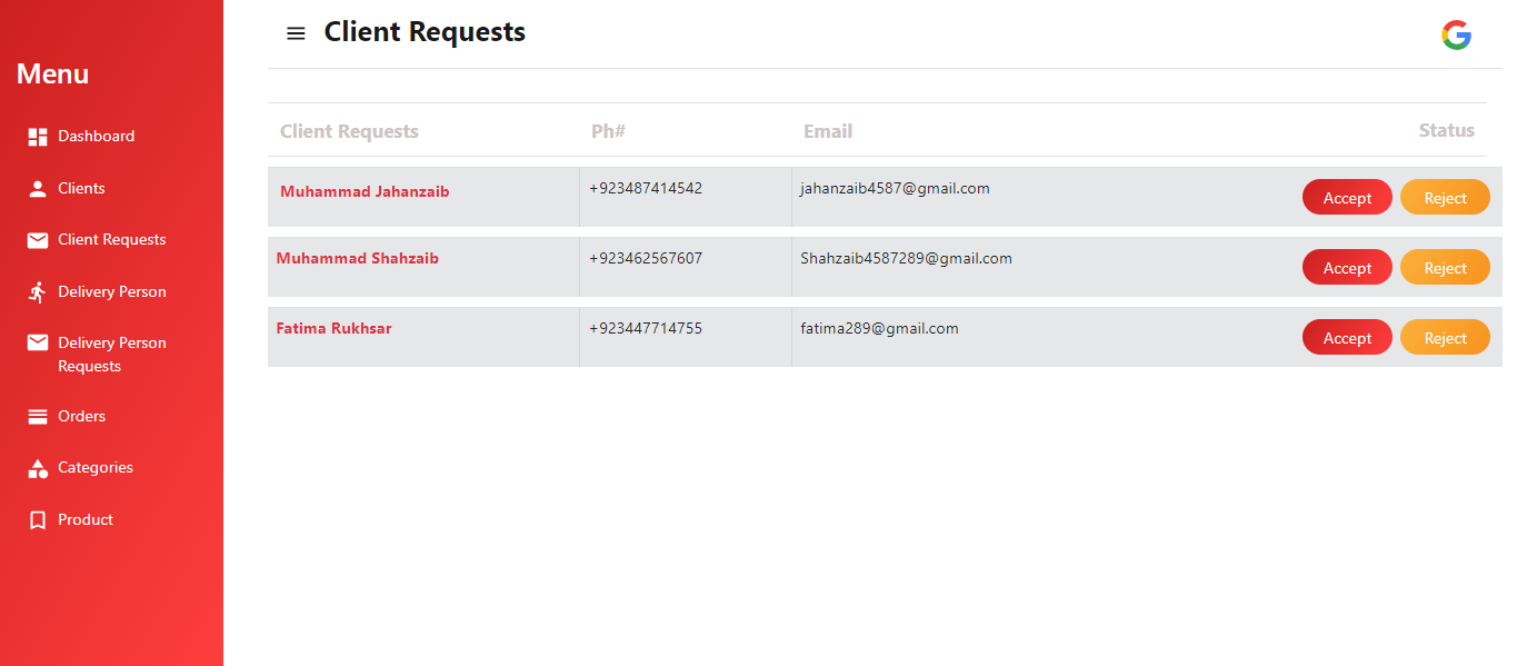 Menu
Dashboard
Clients
Client Requests
Delivery Person
Delivery Person
Requests
Orders
Categories
Product
Client Requests
Client Requests Ph# Email Status
Muhammad Jahanzaib +923487414542 jahanzaib4587@gmail.com Accept Reject
Muhammad Shahzaib +923462567607 Shahzaib4587289@gmail.com Accept Reject
Fatima Rukhsar +923447714755 fatima289@gmail.com Accept Reject